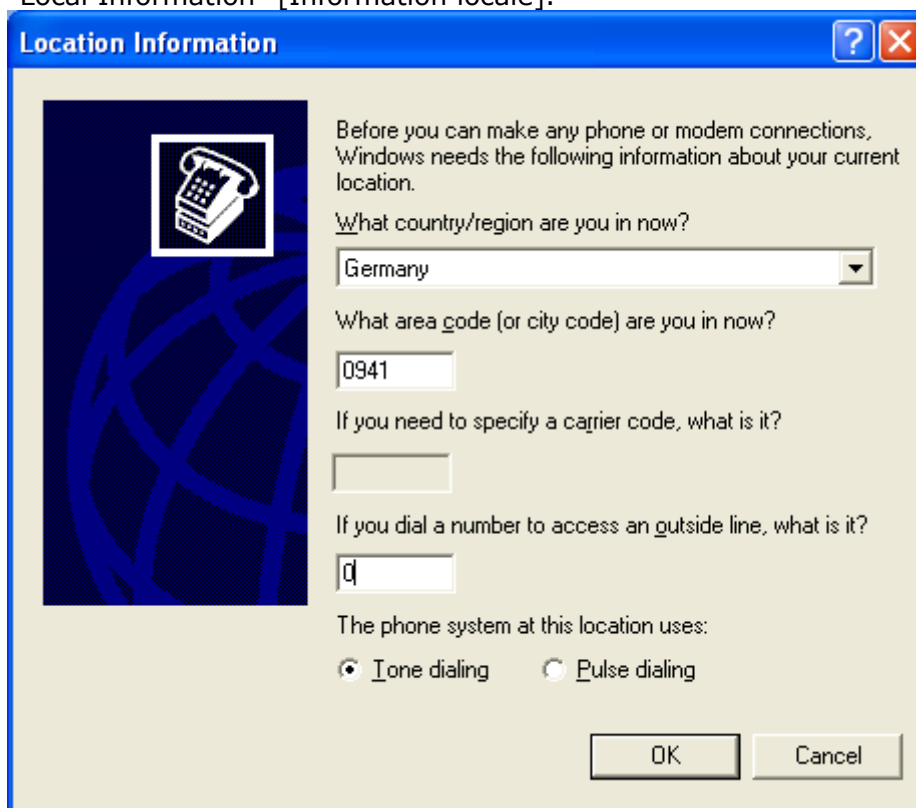 "Local Information" [Information locale].
Location Information
Before you can make any phone or modem connections,
Windows needs the following information about your current
location.
What country/region are you in now?
Germany
What area code (or city code) are you in now?
0941
If you need to specify a carrier code, what is it?
If you dial a number to access an outside line, what is it?
0
The phone system at this location uses:
Tone dialing Pulse dialing
OK Cancel